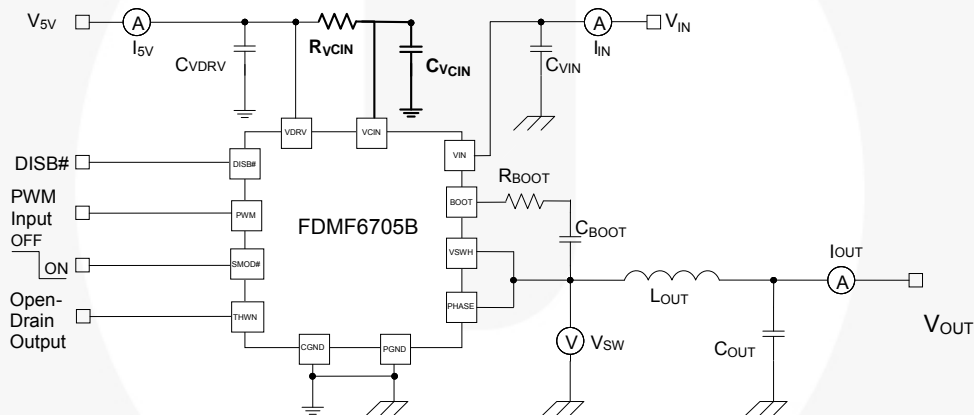 V5V
A
I5V
RVCIN
CVDRV
CVCIN
CVIN
A
IIN
VIN
VDRV
VCIN
DISB#
DISB#
VIN
RBOOT
PWM
Input
PWM
BOOT
FDMF6705B
CBOOT
OFF
ON
SMOD#
VSWH
IOUT
A
LOUT
Open-
Drain
Output
THWN
PHASE
VOUT
CGND
PGND
V
VSW
COUT